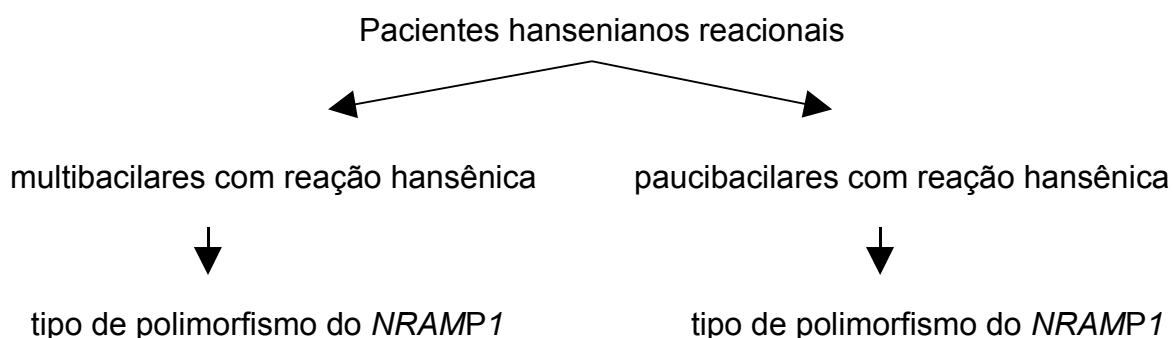 Pacientes hansenianos reacionais
multibacilares com reação hansênica paucibacilares com reação hansênica
tipo de polimorfismo do NRAMP1 tipo de polimorfismo do NRAMP1